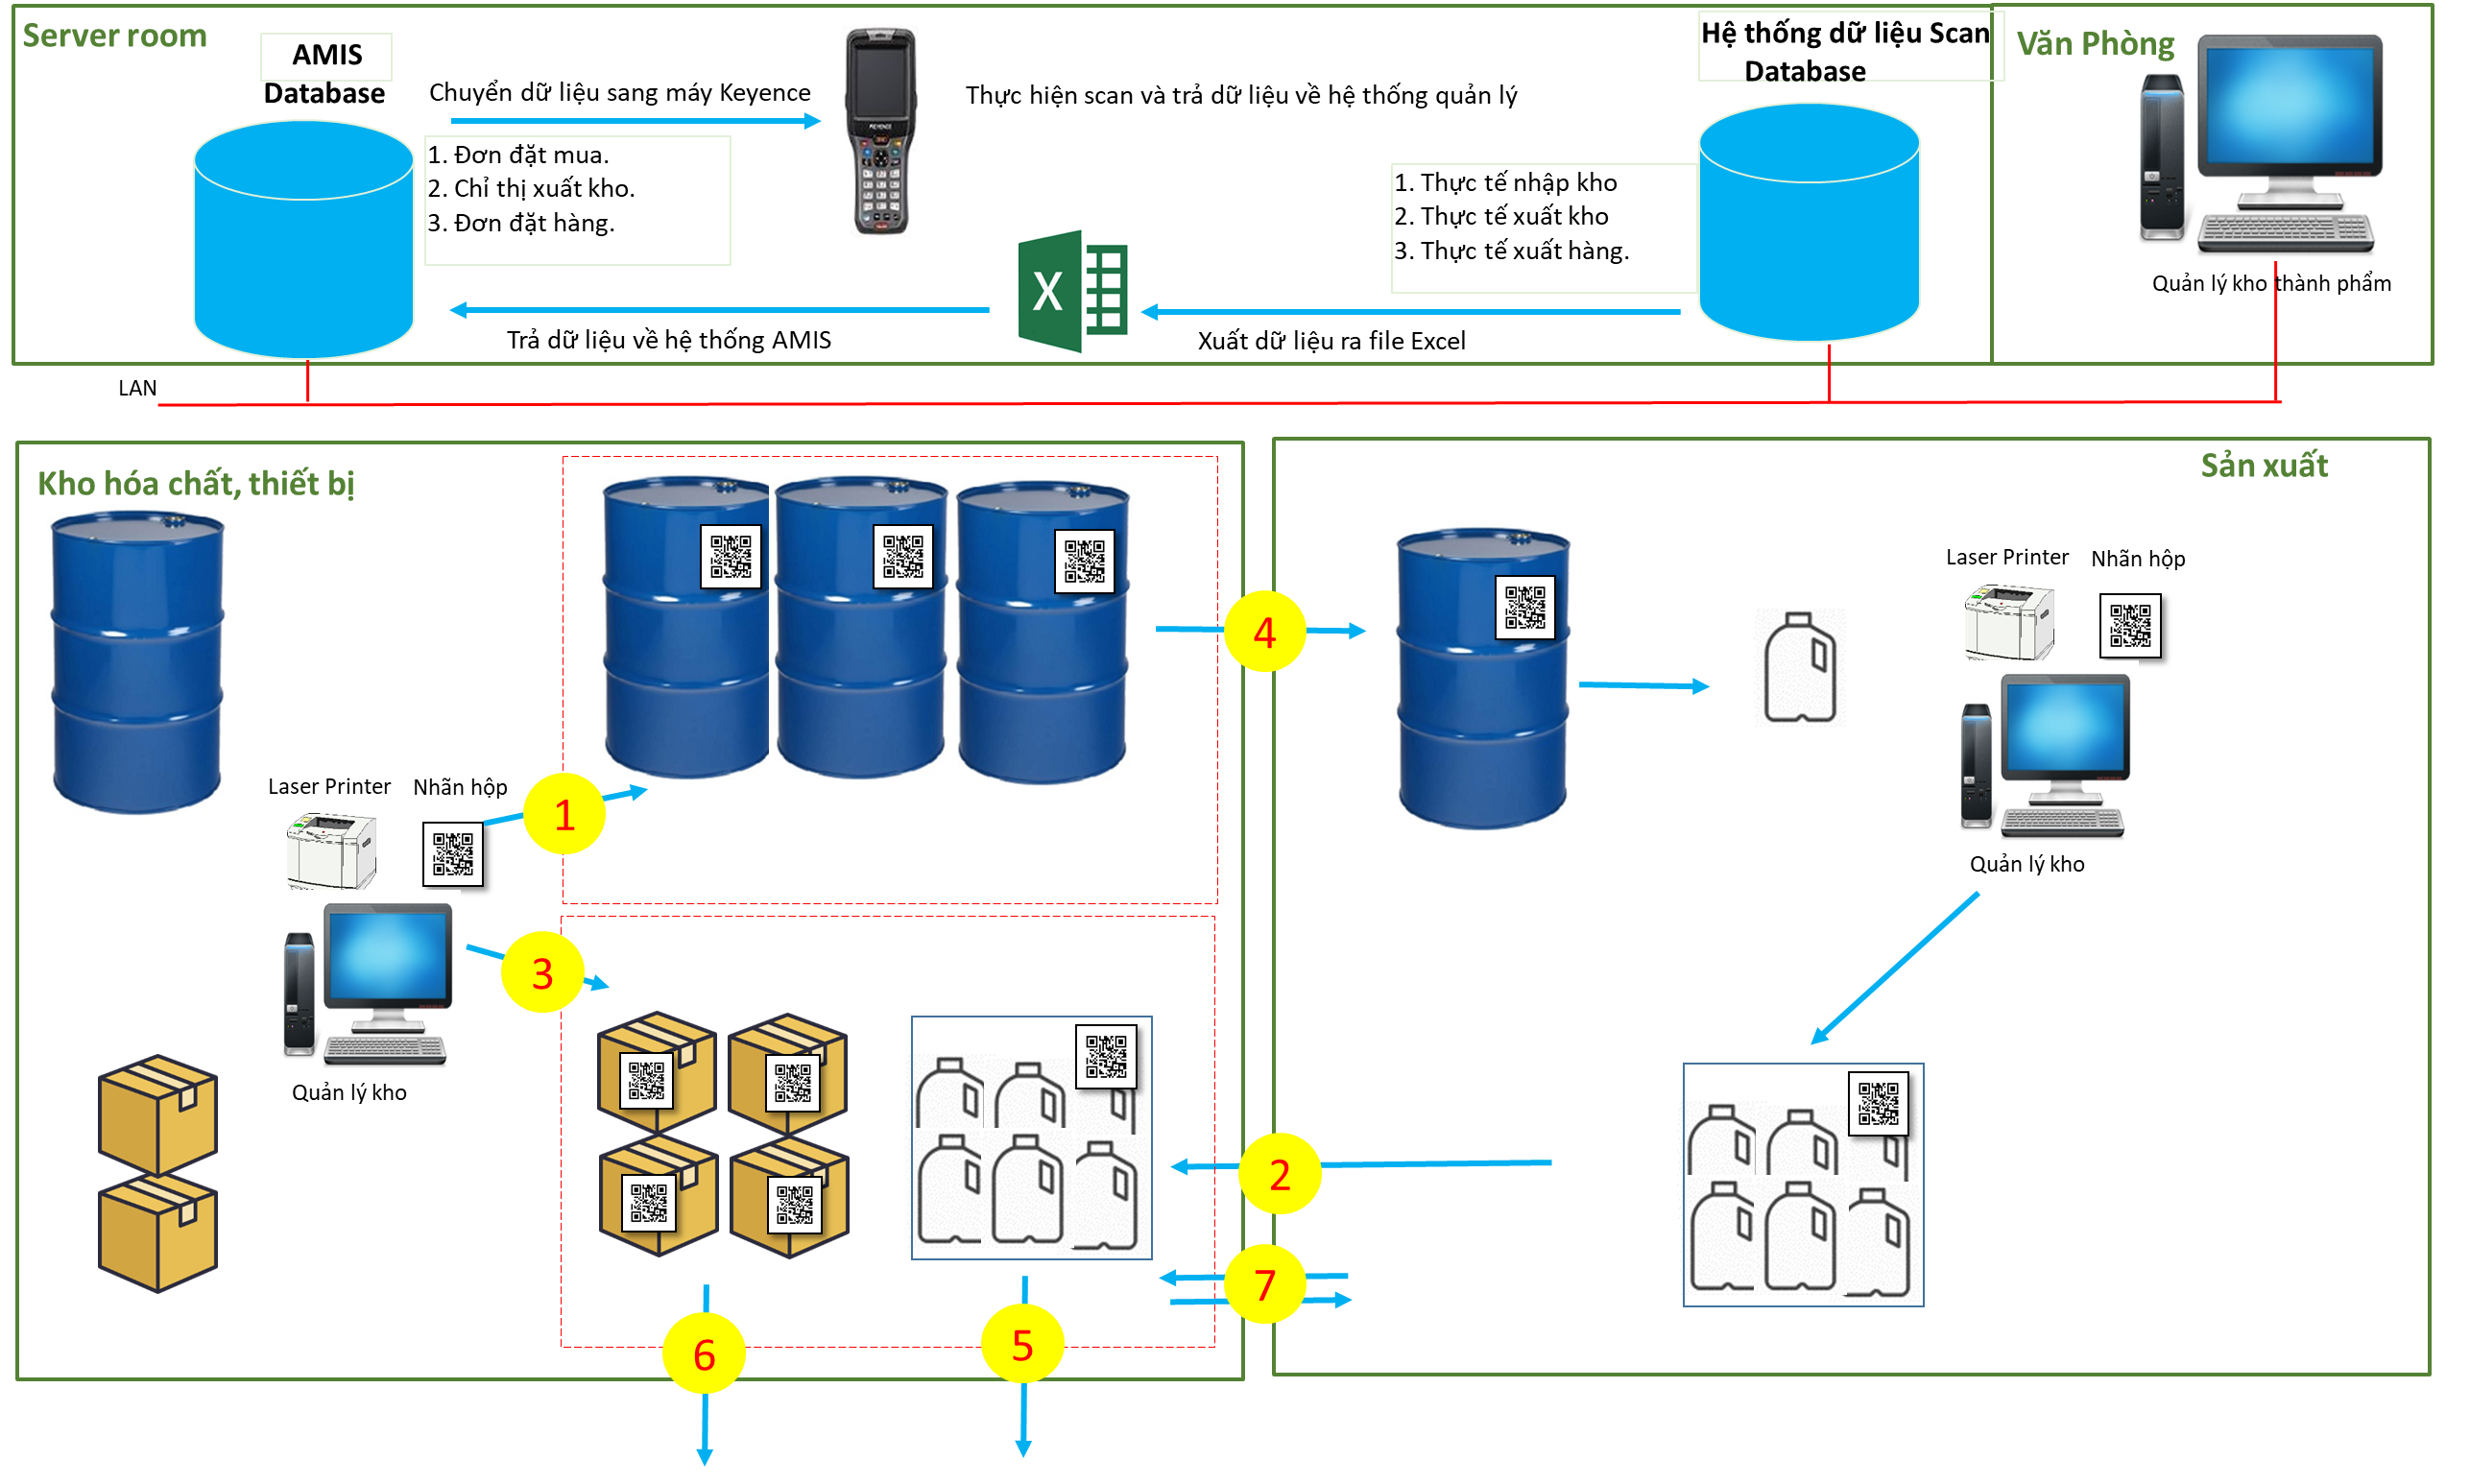 Server room
AMIS
Database
Chuyển dữ liệu sang máy Keyence
1. Đơn đặt mua.
2. Chỉ thị xuất kho.
3. Đơn đặt hàng.
KEYENCE
Thực hiện scan và trả dữ liệu về hệ thống quản lý
Hệ thống dữ liệu Scan
Database
1. Thực tế nhập kho
2. Thực tế xuất kho
3. Thực tế xuất hàng.
X
Trả dữ liệu về hệ thống AMIS
Xuất dữ liệu ra file Excel
Văn Phòng
Quản lý kho thành phẩm
LAN
Kho hóa chất, thiết bị
Laser Printer
Nhãn hộp
Quản lý kho
1
3
4
2
7
6
5
Sản xuất
Laser Printer
Nhãn hộp
Quản lý kho